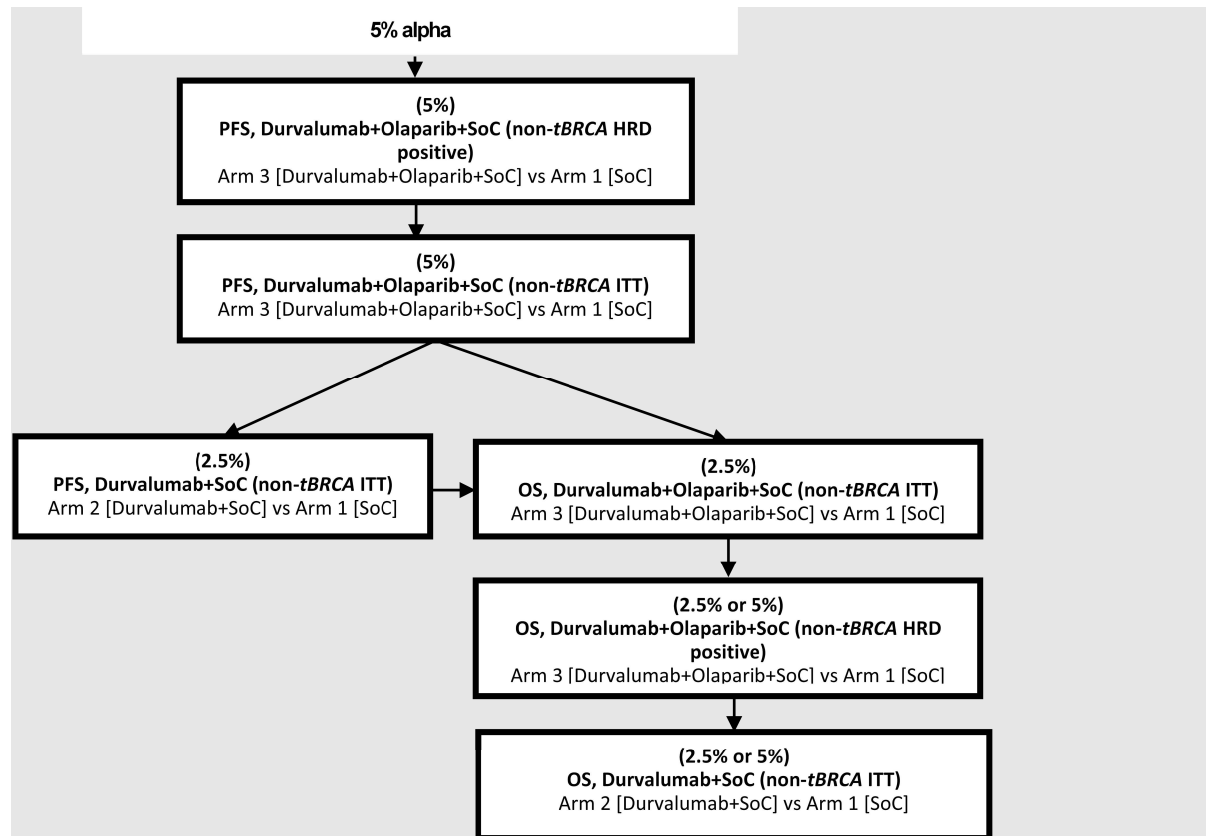 5% alpha
(5%)
PFS, Durvalumab+Olaparib+SoC (non-tBRCA HRD
positive)
Arm 3 [Durvalumab+Olaparib+SoC] vs Arm 1 [SoC]
(5%)
PFS, Durvalumab+Olaparib+SoC (non-tBRCA ITT)
Arm 3 [Durvalumab+Olaparib+SoC] vs Arm 1 [SoC]
(2.5%)
PFS, Durvalumab+SoC (non-tBRCA ITT)
Arm 2 [Durvalumab+SoC] vs Arm 1 [SoC]
(2.5%)
OS, Durvalumab+Olaparib+SoC (non-tBRCA ITT)
Arm 3 [Durvalumab+Olaparib+SoC] vs Arm 1 [SoC]
(2.5% or 5%)
OS, Durvalumab+Olaparib+SoC (non-tBRCA HRD
positive)
Arm 3 [Durvalumab+Olaparib+SoC] vs Arm 1 [SoC]
(2.5% or 5%)
OS, Durvalumab+SoC (non-tBRCA ITT)
Arm 2 [Durvalumab+SoC] vs Arm 1 [SoC]